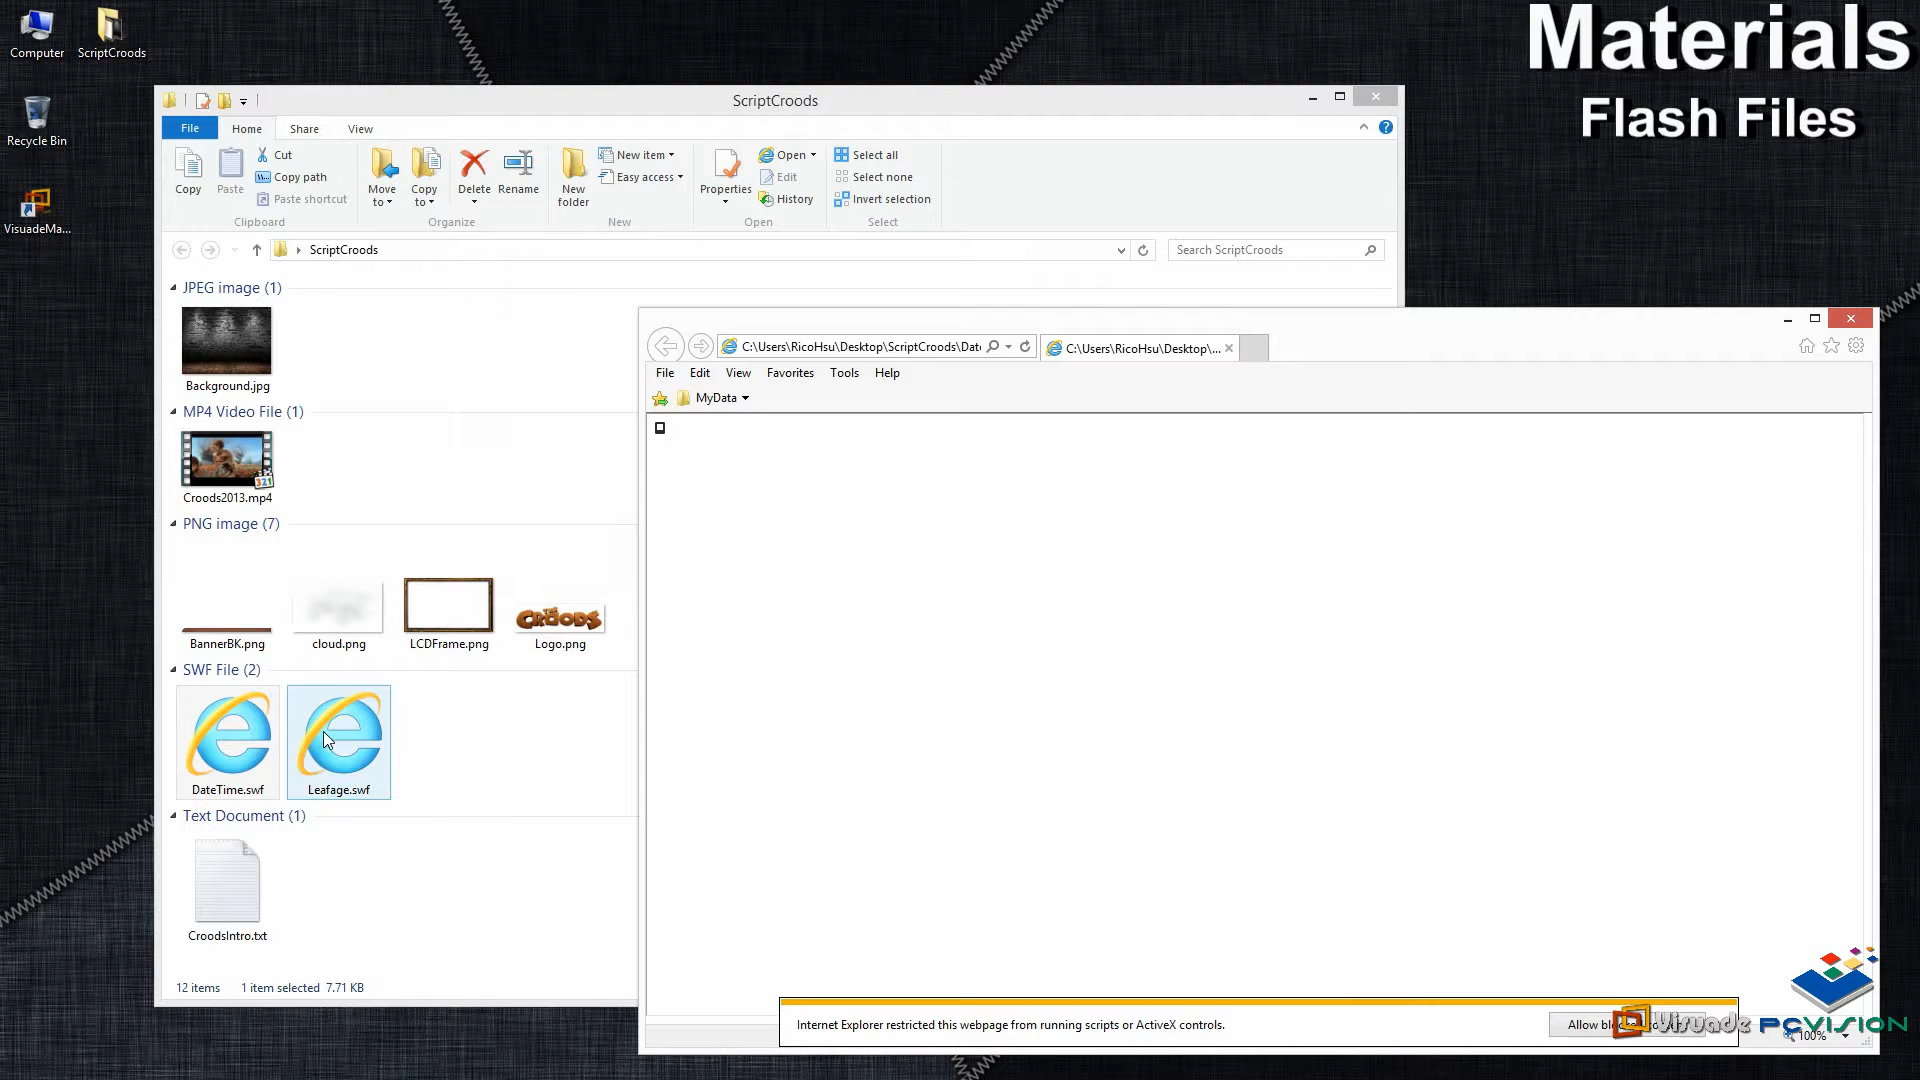 Materials
Flash Files
Computer
ScriptCroods
Recycle Bin
VisuadeMa...
ScriptCroods
File
Home
Share
View
Copy
Paste
Cut
Copy path
Paste shortcut
Clipboard
Move to
Copy to
Delete
Rename
Organize
New folder
New item
Easy access
New
Properties
Open
Edit
History
Open
Select all
Select none
Invert selection
Select
ScriptCroods
Search ScriptCroods
JPEG image (1)
Background.jpg
MP4 Video File (1)
321
Croods2013.mp4
PNG image (7)
THE CROODS
BannerBK.png
cloud.png
LCDFrame.png
Logo.png
SWF File (2)
DateTime.swf
Leafage.swf
Text Document (1)
CroodsIntro.txt
12 items
1 item selected 7.71 KB
C:\Users\RicoHsu\Desktop\ScriptCroods\Dat
C:\Users\RicoHsu\Desktop\...
File
Edit
View
Favorites
Tools
Help
MyData
Internet Explorer restricted this webpage from running scripts or ActiveX controls.
Allow
Visuade
PCVISION
100%